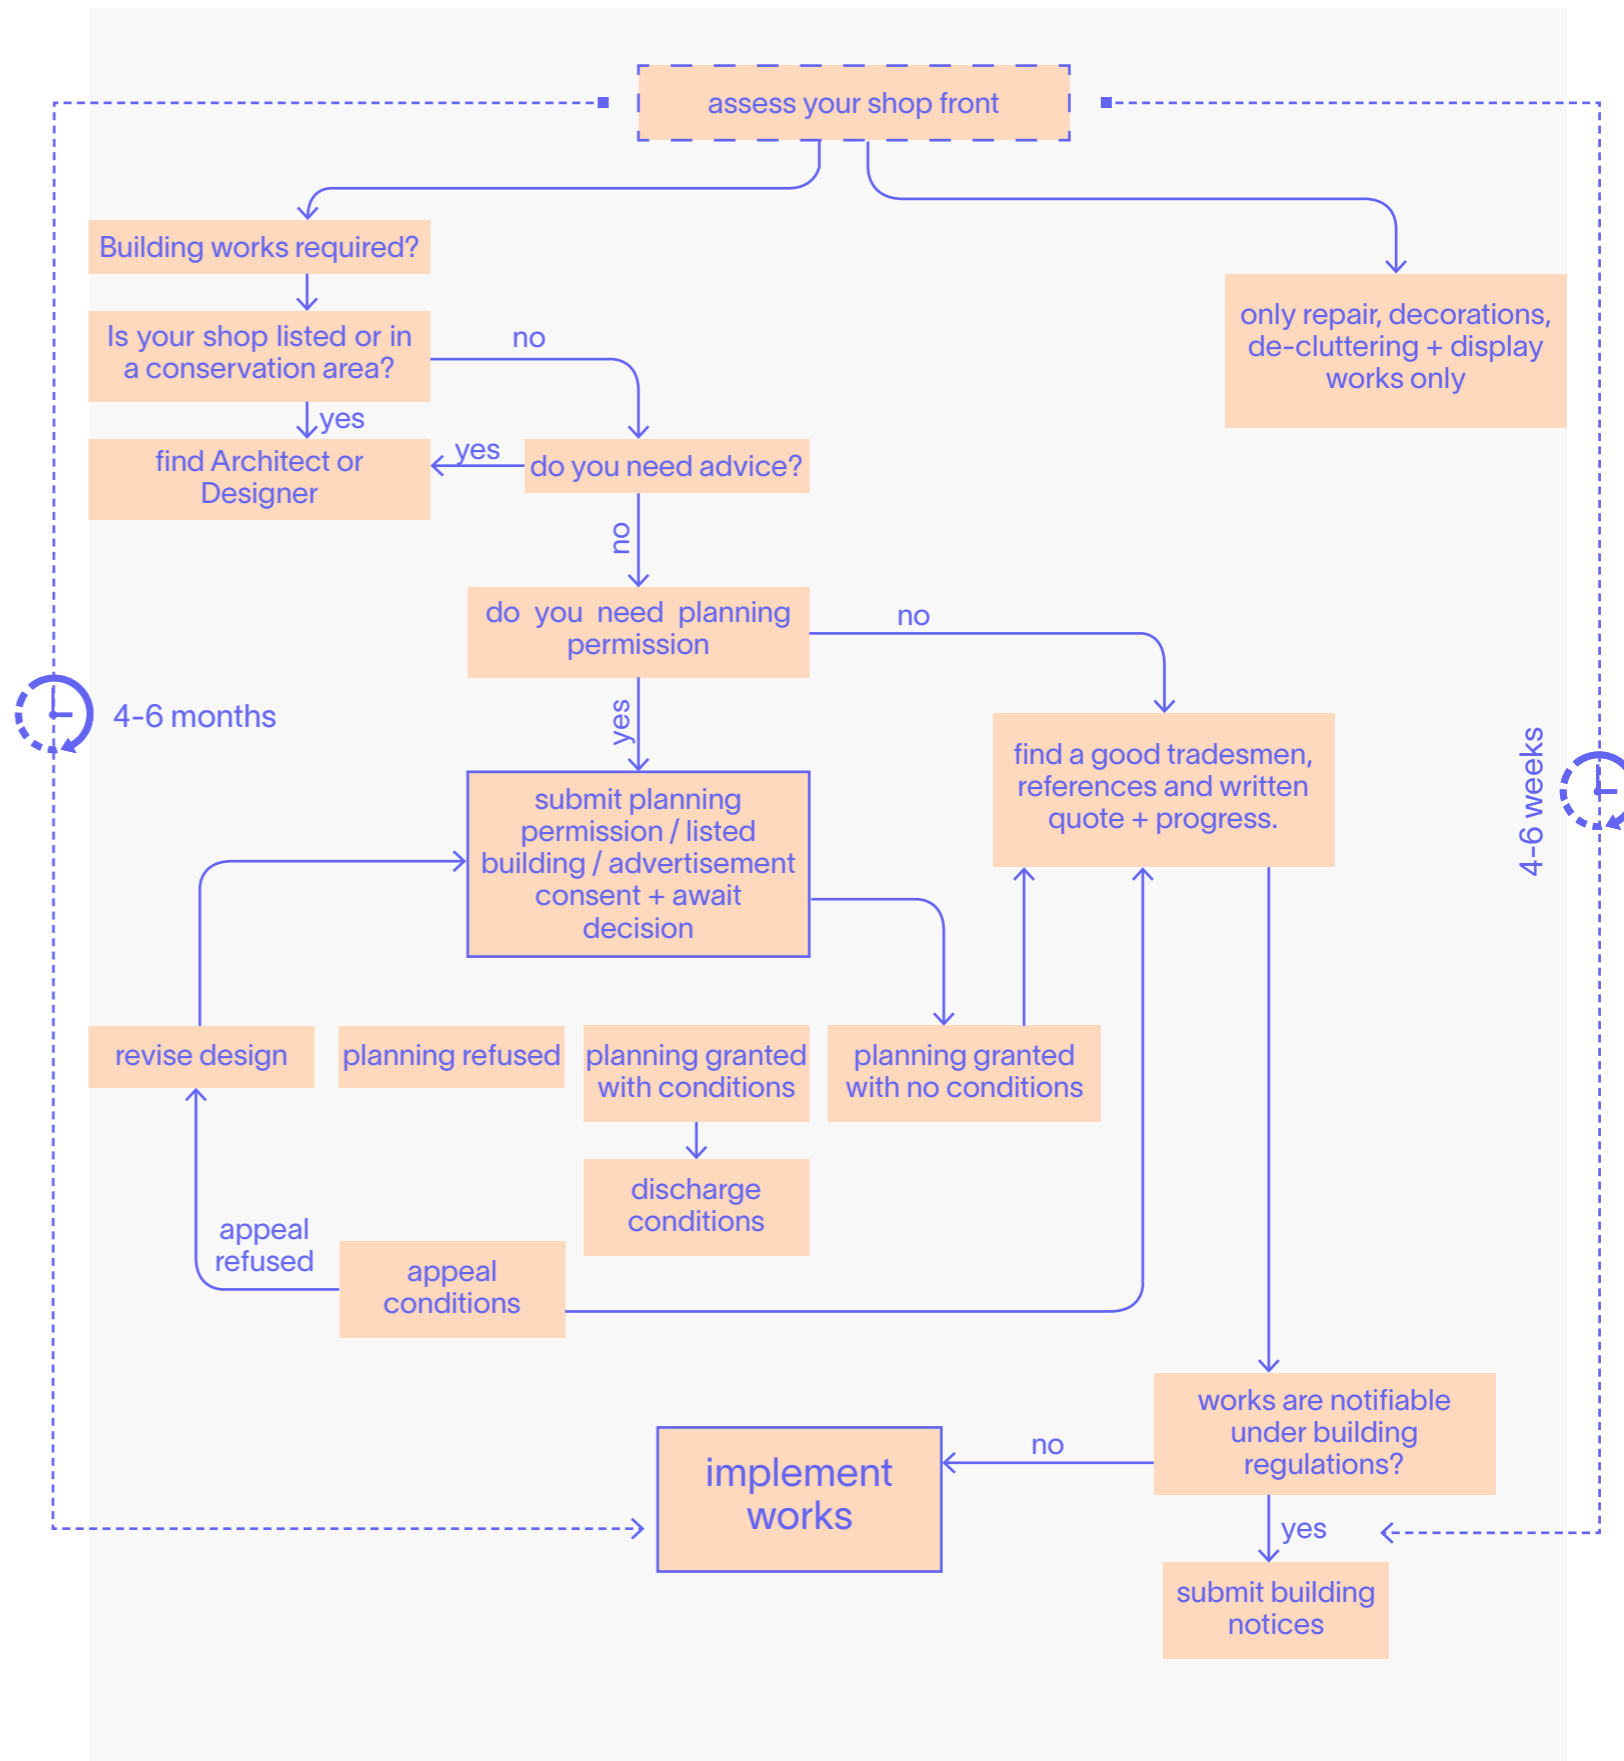 assess your shop front
Building works required?
only repair, decorations,
de-cluttering + display
works only
Is your shop listed or in
a conservation area?
no
yes
find Architect or
Designer
yes
do you need advice?
no
do you need planning
permission
no
yes
4-6 months
4-6 weeks
find a good tradesmen,
references and written
quote + progress.
submit planning
permission / listed
building / advertisement
consent + await
decision
revise design
planning refused
planning granted
with conditions
planning granted
with no conditions
discharge
conditions
appeal
refused
appeal
conditions
works are notifiable
under building
regulations?
no
implement
works
yes
submit building
notices